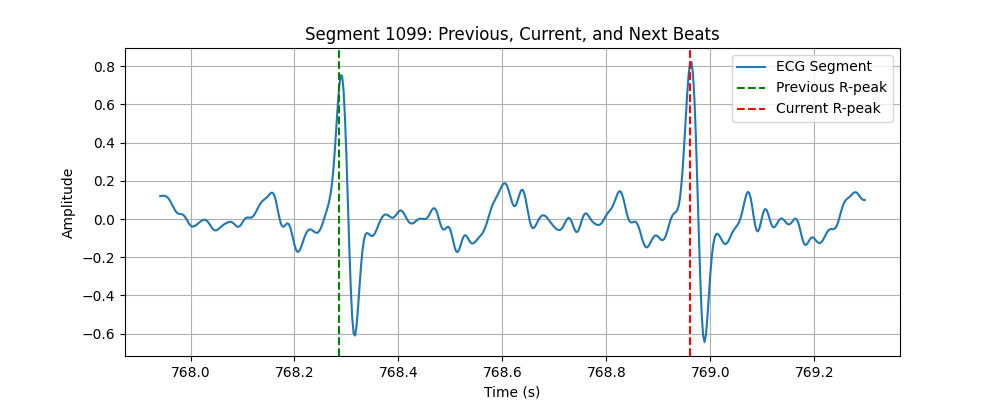 Segment 1099: Previous, Current, and Next Beats
ECG Segment
Previous R-peak
Current R-peak
Amplitude
0.8
0.6
0.4
0.2
0.0
−0.2
−0.4
−0.6
768.0 768.2 768.4 768.6 768.8 769.0 769.2
Time (s)